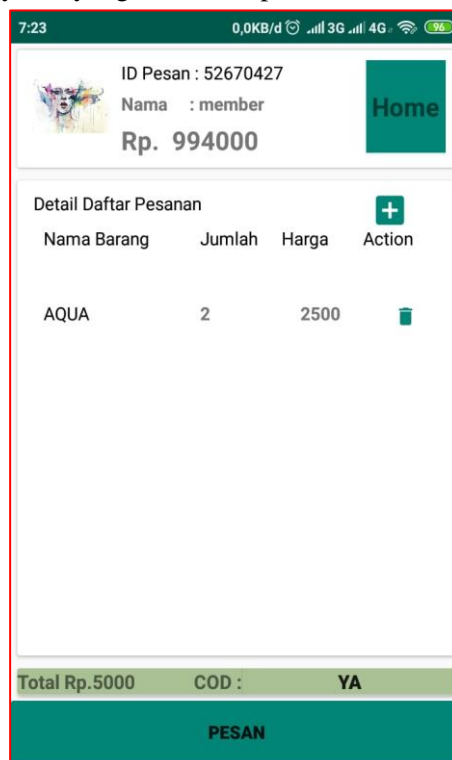 7:23 0,0KB/d 3G 4G 96
ID Pesan : 52670427
Nama : member
Home
Rp. 994000
Detail Daftar Pesanan
Nama Barang Jumlah Harga Action
AQUA 2 2500
Total Rp.5000 COD : YA
PESAN